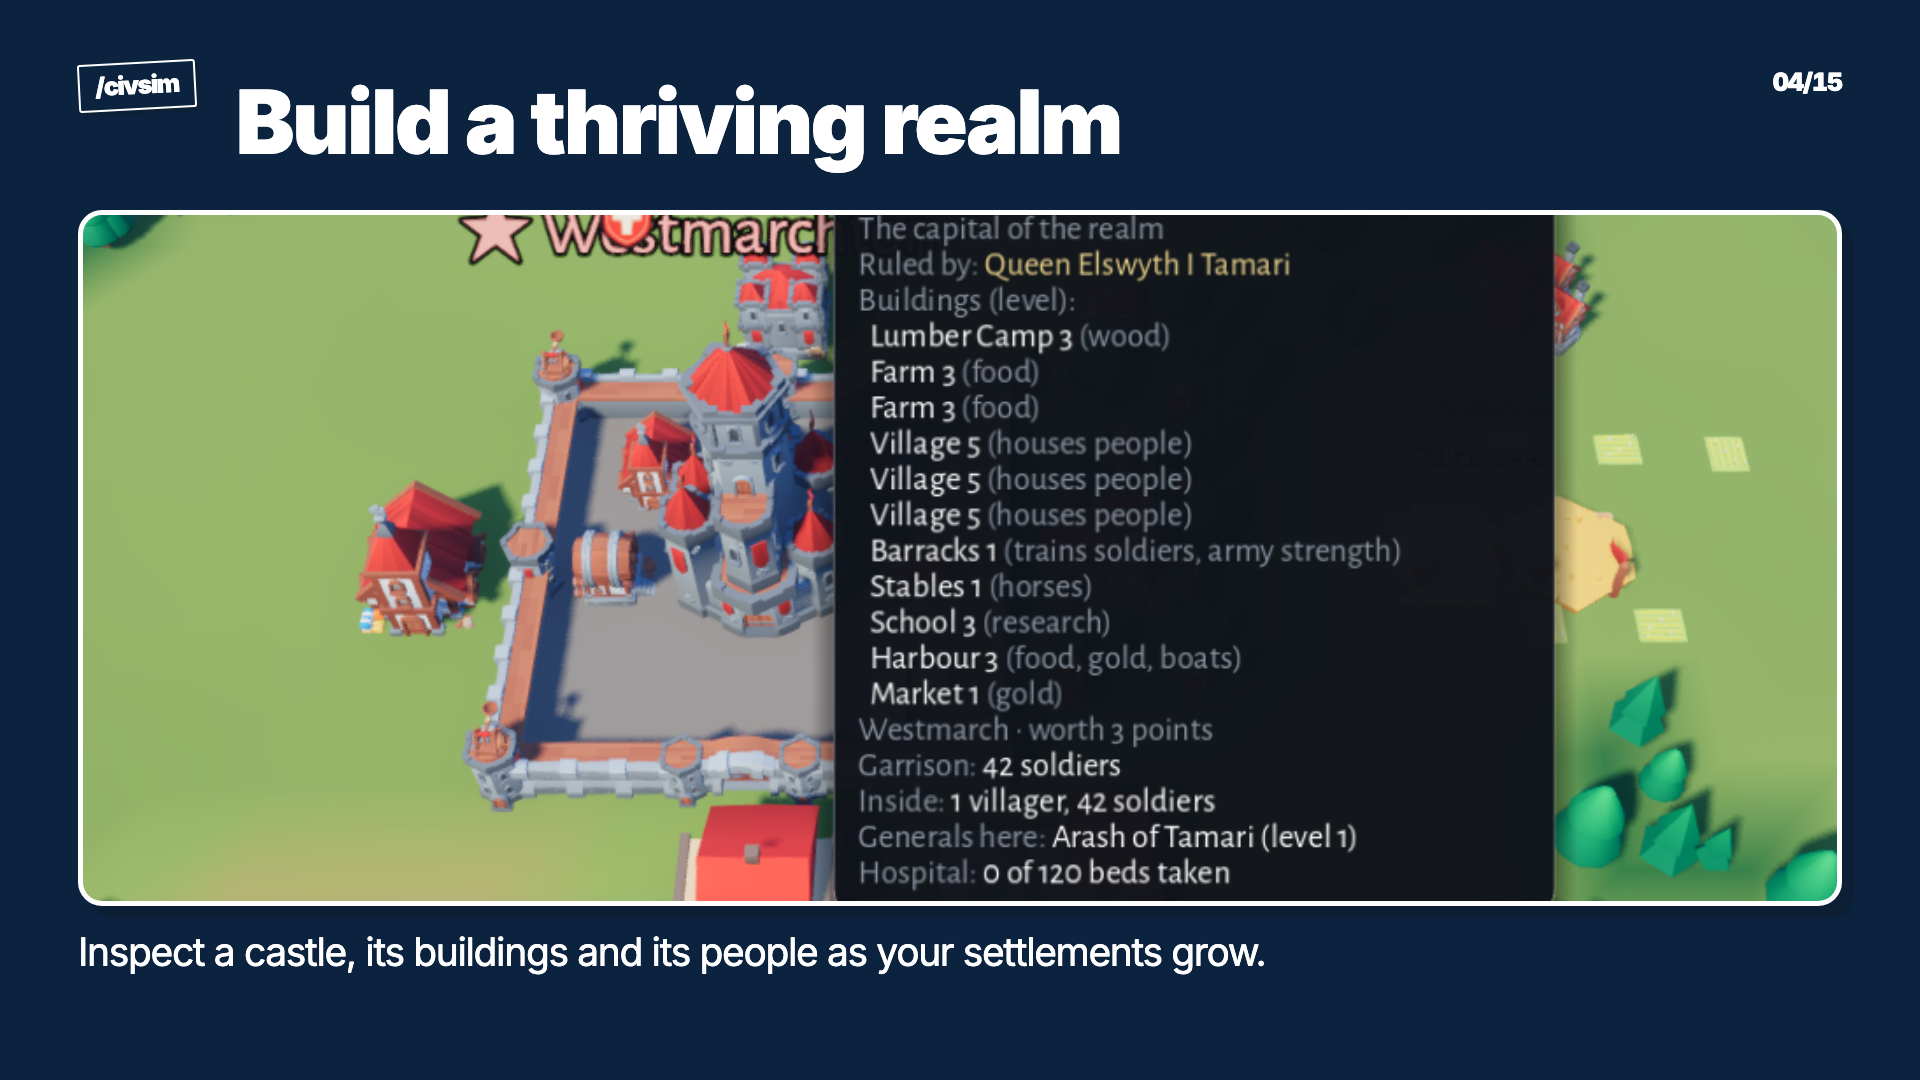 /civsim
Build a thriving realm
04/15
Westmarch
The capital of the realm
Ruled by: Queen Elswyth I Tamari
Buildings (level):
Lumber Camp 3 (wood)
Farm 3 (food)
Farm 3 (food)
Village 5 (houses people)
Village 5 (houses people)
Village 5 (houses people)
Barracks 1 (trains soldiers, army strength)
Stables 1 (horses)
School 3 (research)
Harbour 3 (food, gold, boats)
Market 1 (gold)
Westmarch · worth 3 points
Garrison: 42 soldiers
Inside: 1 villager, 42 soldiers
Generals here: Arash of Tamari (level 1)
Hospital: 0 of 120 beds taken
Inspect a castle, its buildings and its people as your settlements grow.